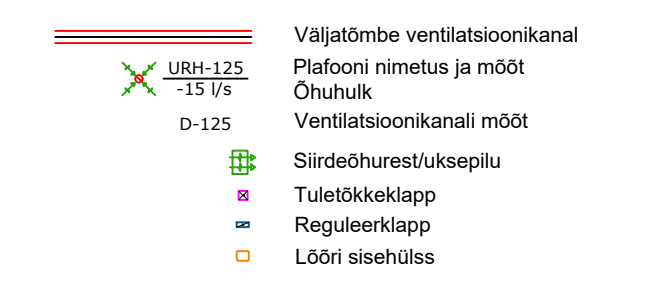 Väljatõmbe ventilatsioonikanal
URH-125 Plafooni nimetus ja mõõt
-15 l/s Õhuhulk
D-125 Ventilatsioonikanali mõõt
Siirdeõhurest/uksepilu
Tuletõkkeklapp
Reguleerklapp
Lõõri sisehülss